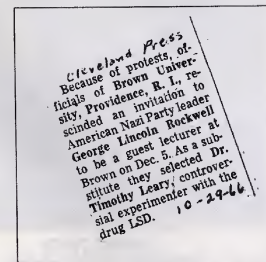 Cleveland Press
Because of protests, of-
ficials of Brown Univer-
sity, Providence, R. I., re-
scinded an invitation to
American Nazi Party leader
George Lincoln Rockwell
to be a guest lecturer at
Brown on Dec. 5. As a sub-
stitute they selected Dr.
Timothy Leary, controver-
sial experimenter with the
drug LSD.
10-29-66